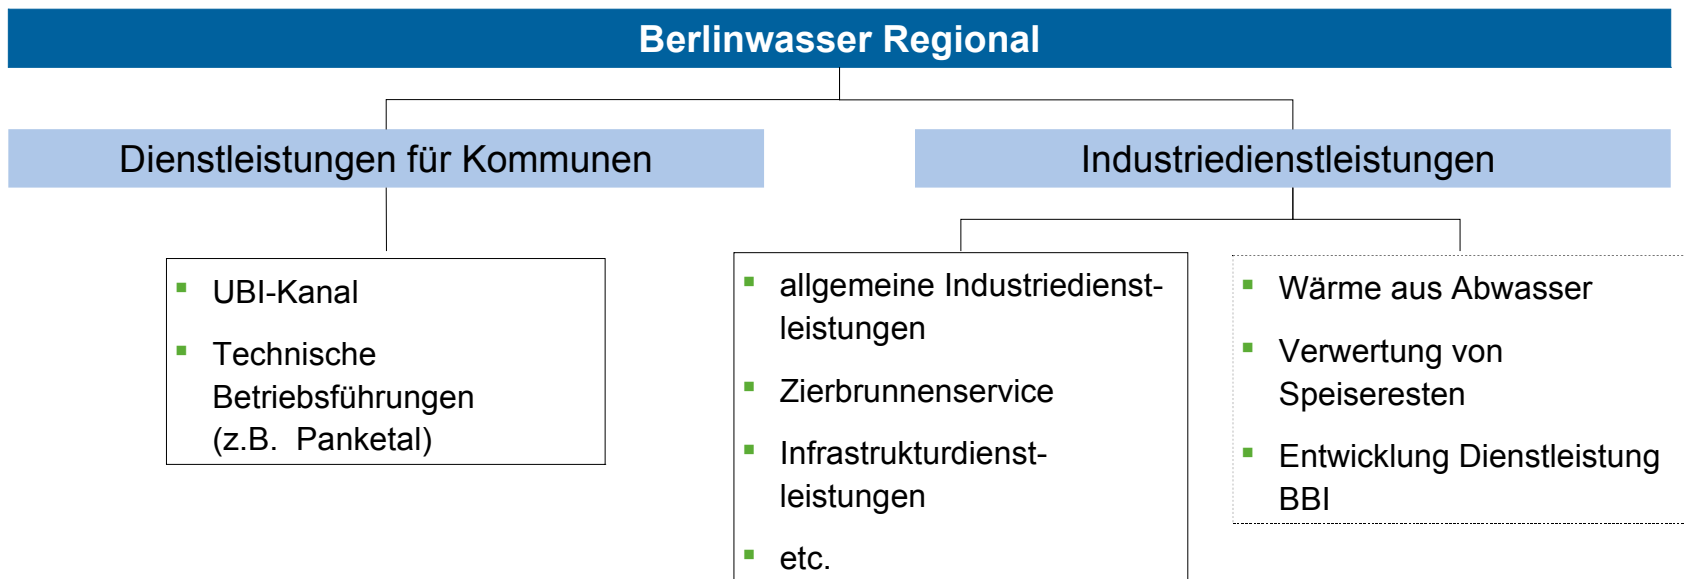 Berlinwasser Regional
Dienstleistungen für Kommunen
Industriedienstleistungen
UBI-Kanal
Technische
Betriebsführungen
(z.B. Panketal)
allgemeine Industriedienst-
leistungen
Zierbrunnenservice
Infrastrukturdienst-
leistungen
etc.
Wärme aus Abwasser
Verwertung von
Speiseresten
Entwicklung Dienstleistung
BBI